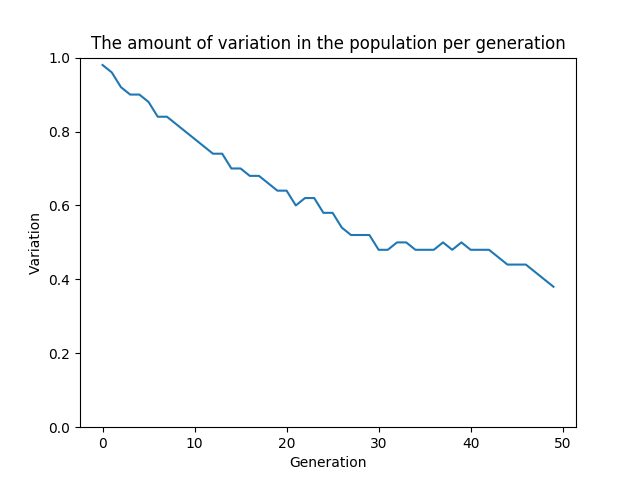 The amount of variation in the population per generation
1.0
0.8
0.6
0.4
0.2
0.0
Variation
0 10 20 30 40 50
Generation